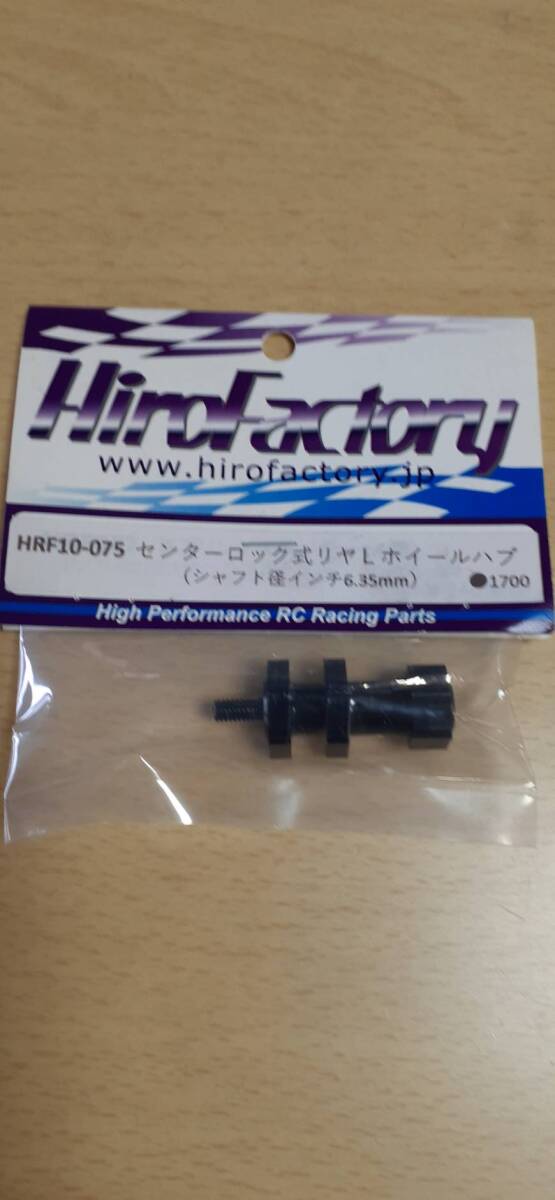 HiroFactory
www.hirofactory.jp
HRF10-075 センターロック式リヤLホイールハブ
(シャフト径インチ6.35mm) ●1700
High Performance RC Racing Parts